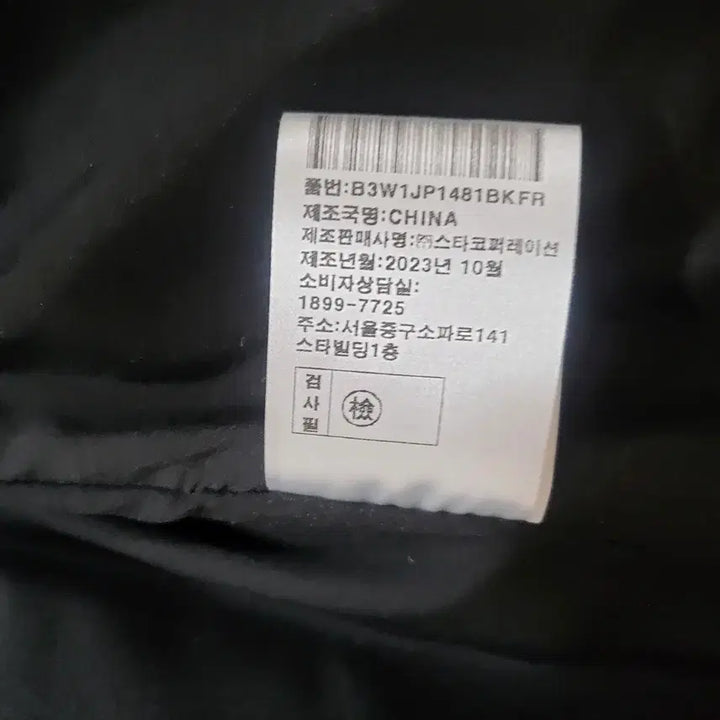 품번:B3W1JP1481BKFR
제조국명:CHINA
제조판매사명:㈜스타코퍼레이션
제조년월:2023년 10월
소비자상담실:
1899-7725
주소:서울중구소파로141
스타빌딩1층
검사필
檢